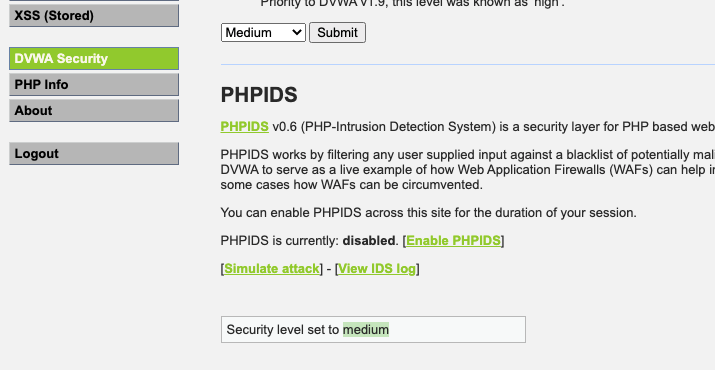 XSS (Stored)
DVWA Security
PHP Info
About
Logout
Priority to DVWA v1.9, this level was known as 'high'.
Medium Submit
PHPIDS
PHPIDS v0.6 (PHP-Intrusion Detection System) is a security layer for PHP based web
PHPIDS works by filtering any user supplied input against a blacklist of potentially mali
DVWA to serve as a live example of how Web Application Firewalls (WAFs) can help i
some cases how WAFs can be circumvented.
You can enable PHPIDS across this site for the duration of your session.
PHPIDS is currently: disabled. [Enable PHPIDS]
[Simulate attack] - [View IDS log]
Security level set to medium